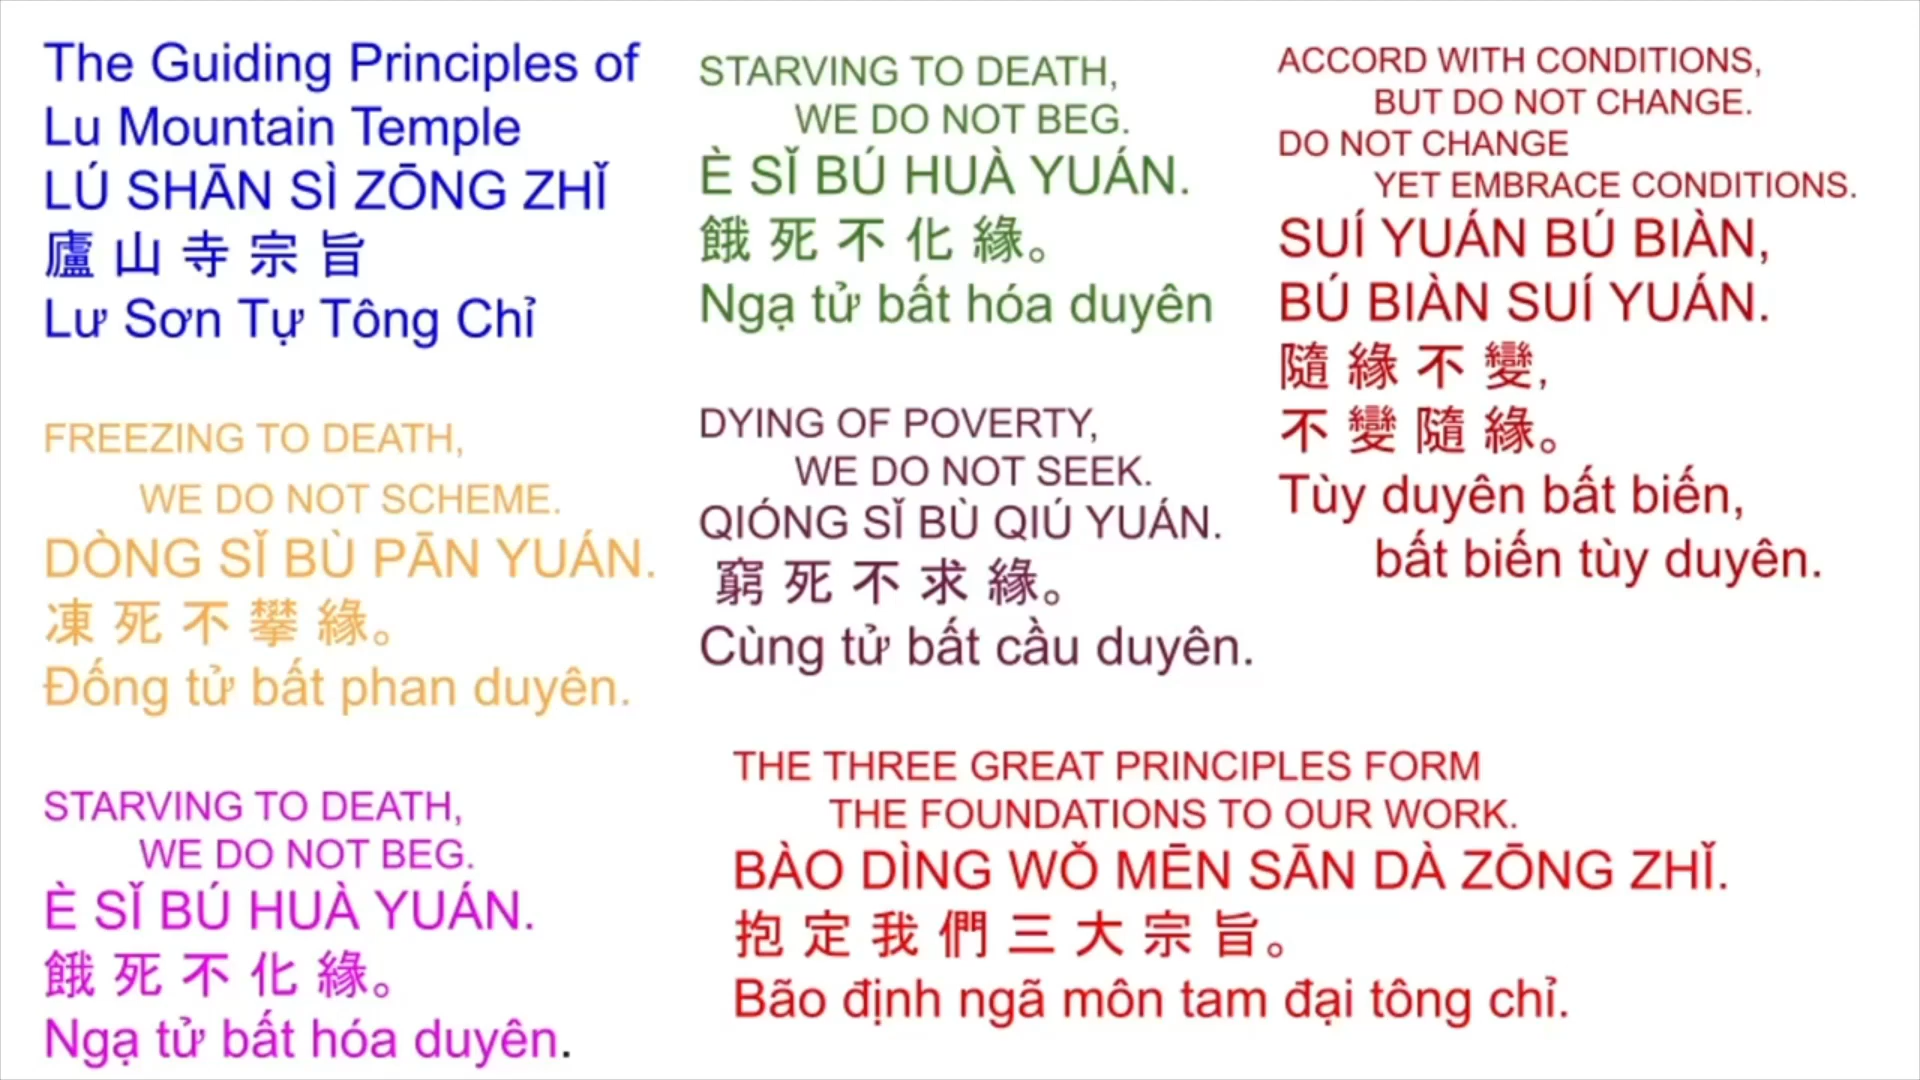 The Guiding Principles of
Lu Mountain Temple
LÚ SHĀN SÌ ZŌNG ZHǏ
廬 山 寺 宗 旨
Lư Sơn Tự Tông Chỉ
FREEZING TO DEATH,
WE DO NOT SCHEME.
DÒNG SǏ BÙ PĀN YUÁN.
凍 死 不 攀 緣。
Đống tử bất phan duyên.
STARVING TO DEATH,
WE DO NOT BEG.
È SǏ BÚ HUÀ YUÁN.
餓 死 不 化 緣。
Ngạ tử bất hóa duyên.
STARVING TO DEATH,
WE DO NOT BEG.
È SǏ BÚ HUÀ YUÁN.
餓 死 不 化 緣。
Ngạ tử bất hóa duyên
DYING OF POVERTY,
WE DO NOT SEEK.
QIÓNG SǏ BÙ QIÚ YUÁN.
窮 死 不 求 緣。
Cùng tử bất cầu duyên.
ACCORD WITH CONDITIONS,
BUT DO NOT CHANGE.
DO NOT CHANGE
YET EMBRACE CONDITIONS.
SUÍ YUÁN BÚ BIÀN,
BÚ BIÀN SUÍ YUÁN.
隨 緣 不 變,
不 變 隨 緣。
Tùy duyên bất biến,
bất biến tùy duyên.
THE THREE GREAT PRINCIPLES FORM
THE FOUNDATIONS TO OUR WORK.
BÀO DÌNG WǑ MĒN SĀN DÀ ZŌNG ZHǏ.
抱 定 我 們 三 大 宗 旨。
Bão định ngã môn tam đại tông chỉ.